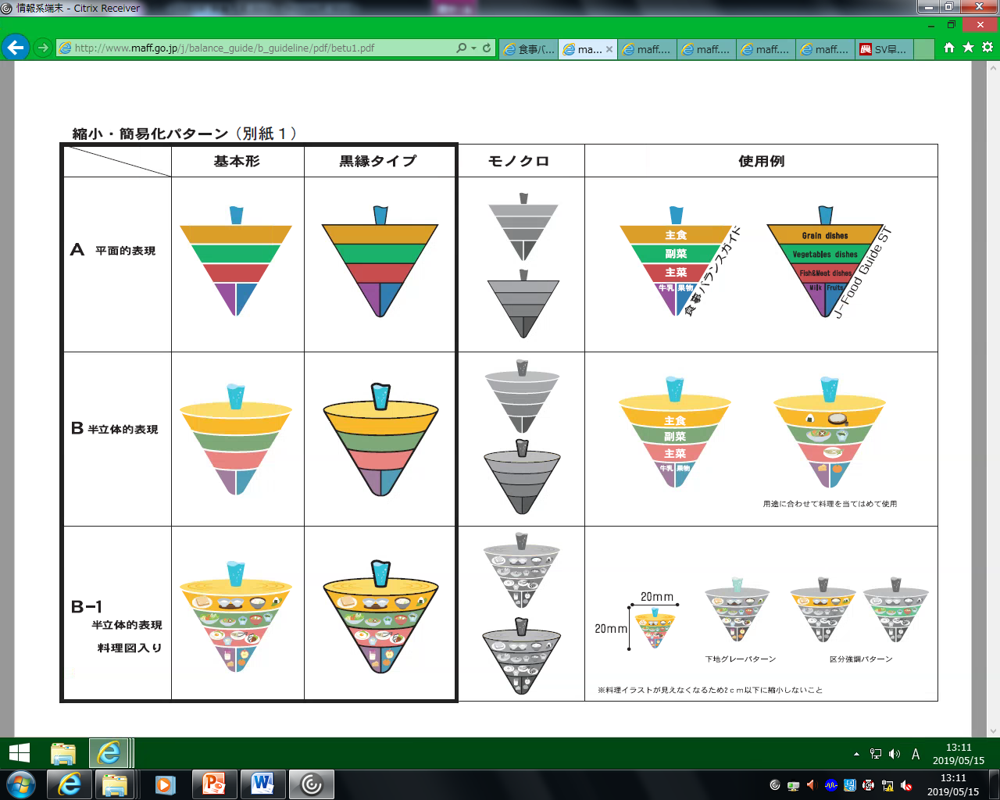 情報系端末 - Citrix Receiver
http://www.maff.go.jp/j/balance_guide/b_guideline/pdf/betu1.pdf
食事バ...
ma...
maff....
maff....
maff....
maff....
SV早...
縮小・簡易化パターン（別紙１）
基本形
黒縁タイプ
モノクロ
使用例
A 平面的表現
主食
副菜
主菜
牛乳 果物
食事バランスガイド
Grain dishes
Vegetables dishes
Fish&Meat dishes
Milk Fruits
J-Food Guide ST
B 半立体的表現
主食
副菜
主菜
牛乳 果物
用途に合わせて料理を当てはめて使用
B-1
半立体的表現
料理図入り
20mm
20mm
下地グレーパターン
区分強調パターン
※料理イラストが見えなくなるため2ｃｍ以下に縮小しないこと
A
13:11
2019/05/15
13:11
2019/05/15